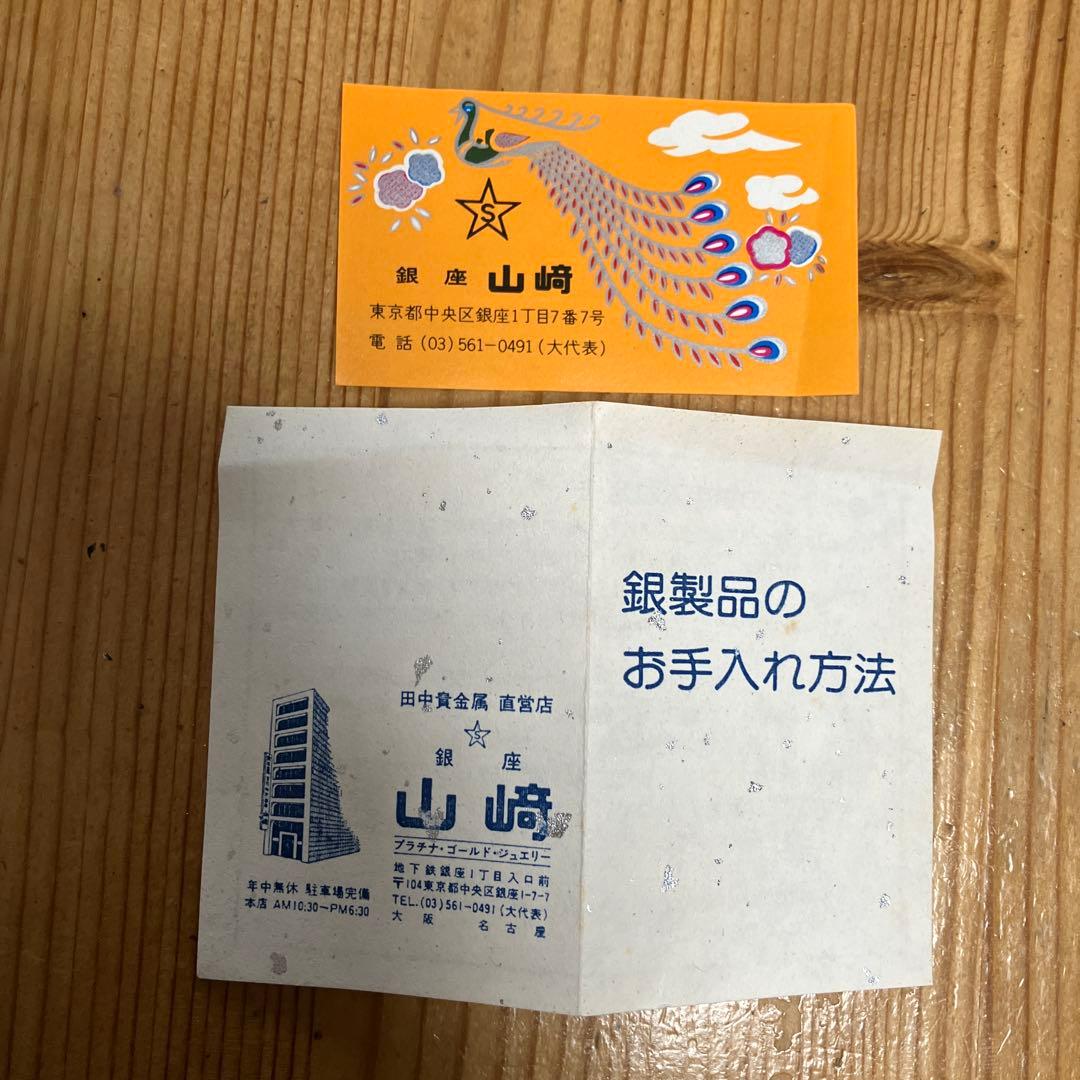 S
銀座 山﨑
東京都中央区銀座1丁目7番7号
電話 (03)561-0491(大代表)
銀製品の
お手入れ方法
田中貴金属 直営店
S
銀座
山﨑
プラチナ・ゴールド・ジュエリー
地下鉄銀座1丁目入口前
〒104東京都中央区銀座1-7-7
TEL.(03)561-0491(大代表)
大阪 名古屋
年中無休 駐車場完備
本店 AM10:30-PM6:30